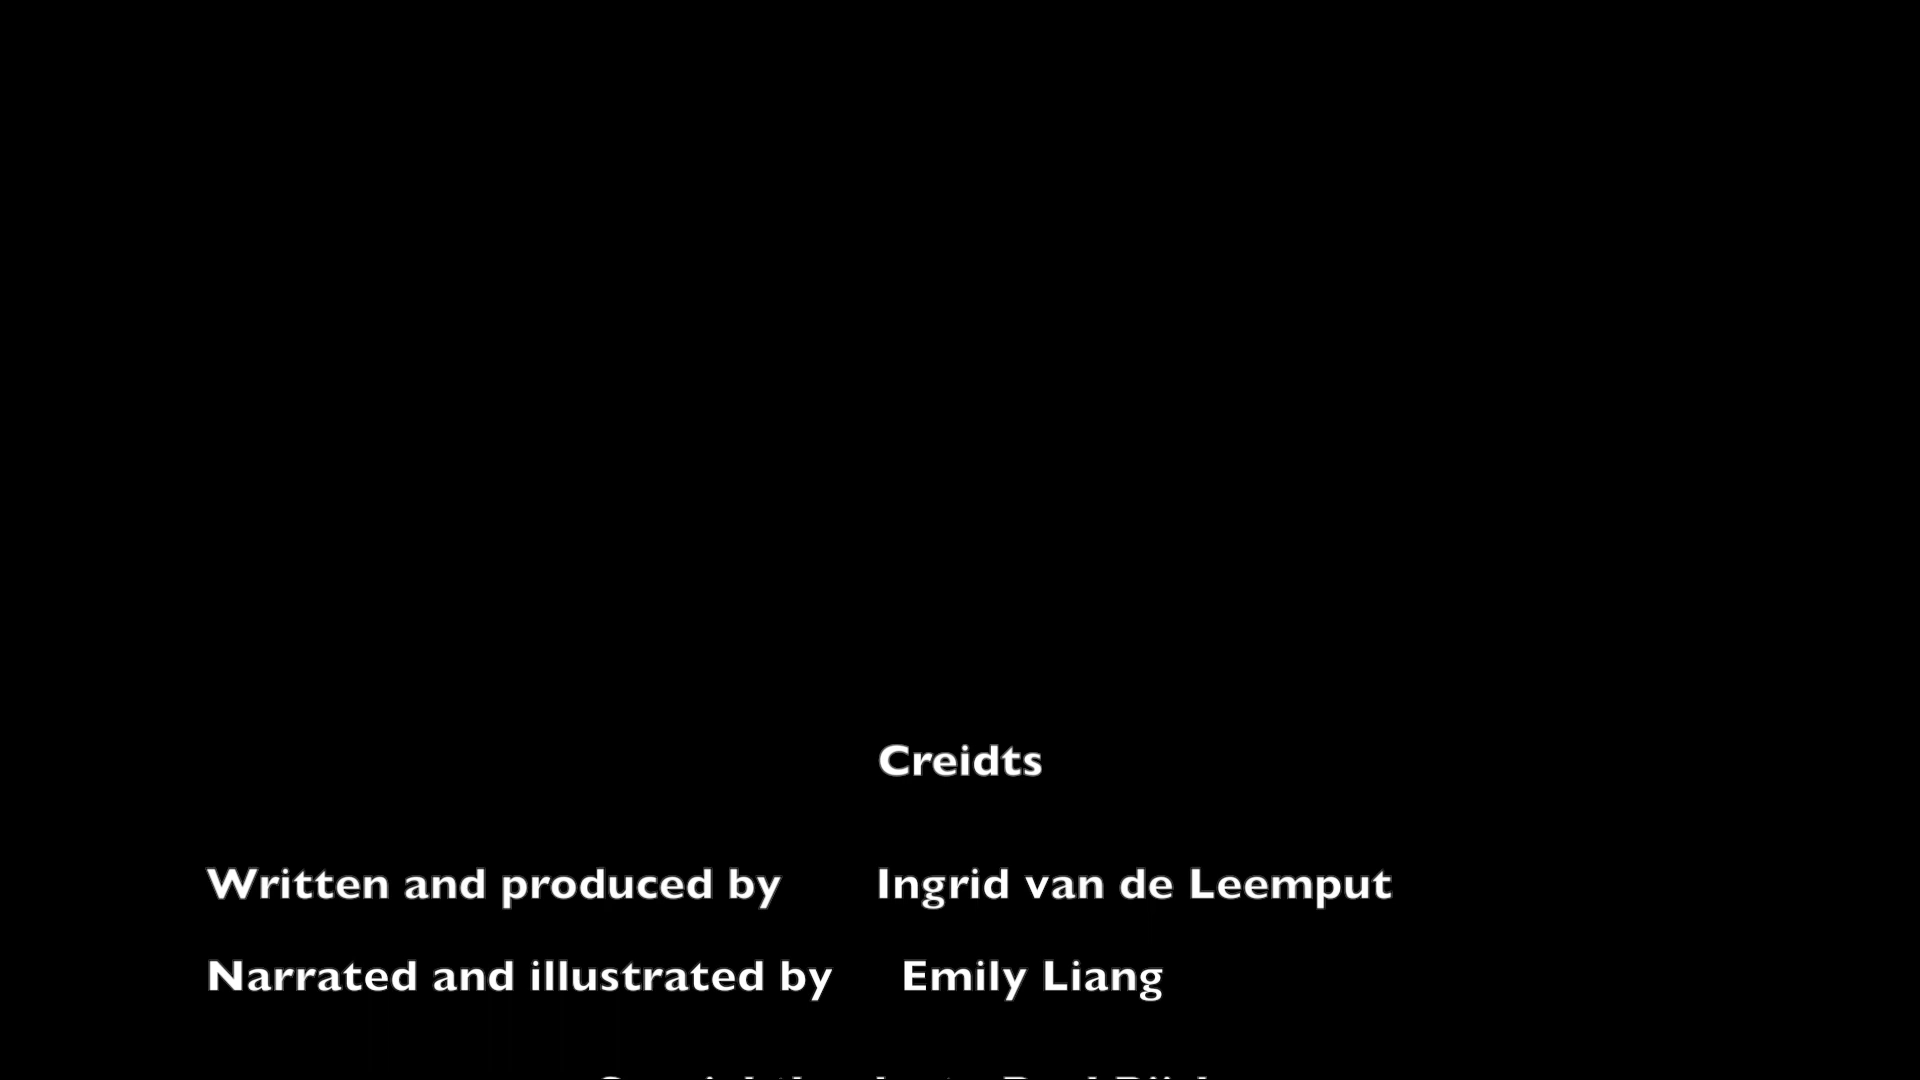 Creidts
Written and produced by Ingrid van de Leemput
Narrated and illustrated by Emily Liang